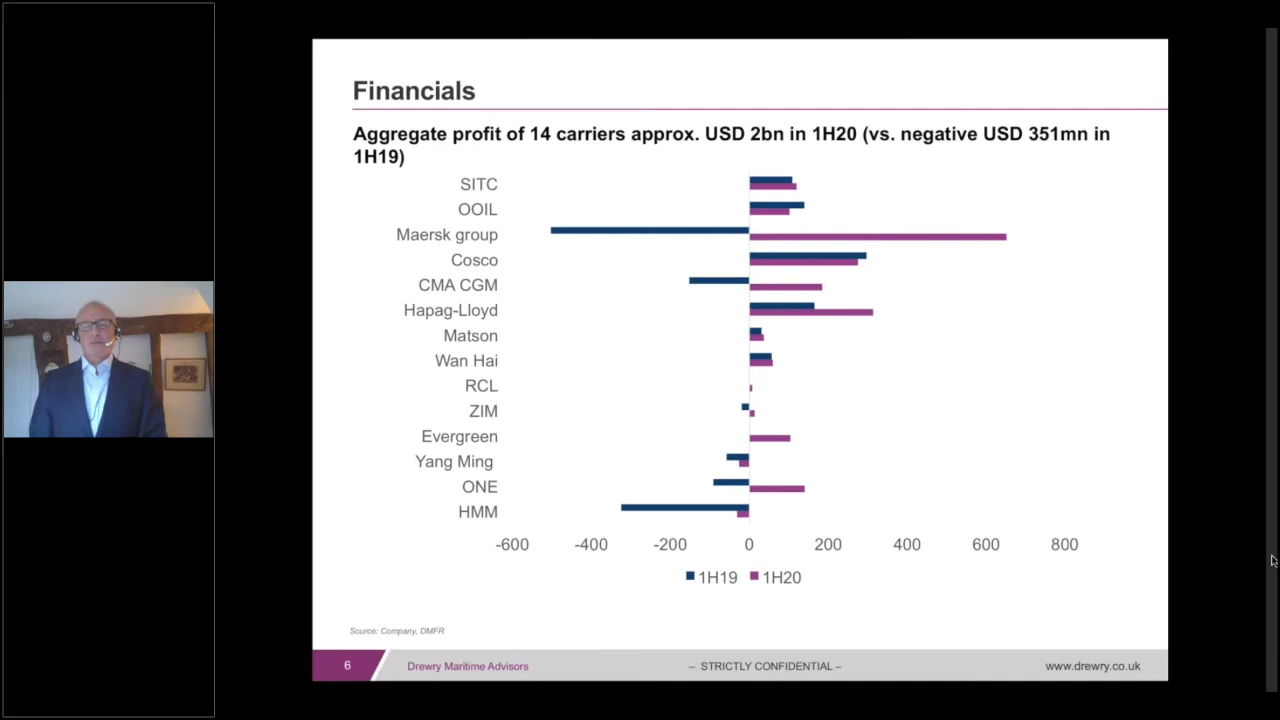 Financials
Aggregate profit of 14 carriers approx. USD 2bn in 1H20 (vs. negative USD 351mn in
1H19)
SITC
OOIL
Maersk group
Cosco
CMA CGM
Hapag-Lloyd
Matson
Wan Hai
RCL
ZIM
Evergreen
Yang Ming
ONE
HMM
-600 -400 -200 0 200 400 600 800
1H19 1H20
Source: Company, DMFR
6 Drewry Maritime Advisors – STRICTLY CONFIDENTIAL – www.drewry.co.uk